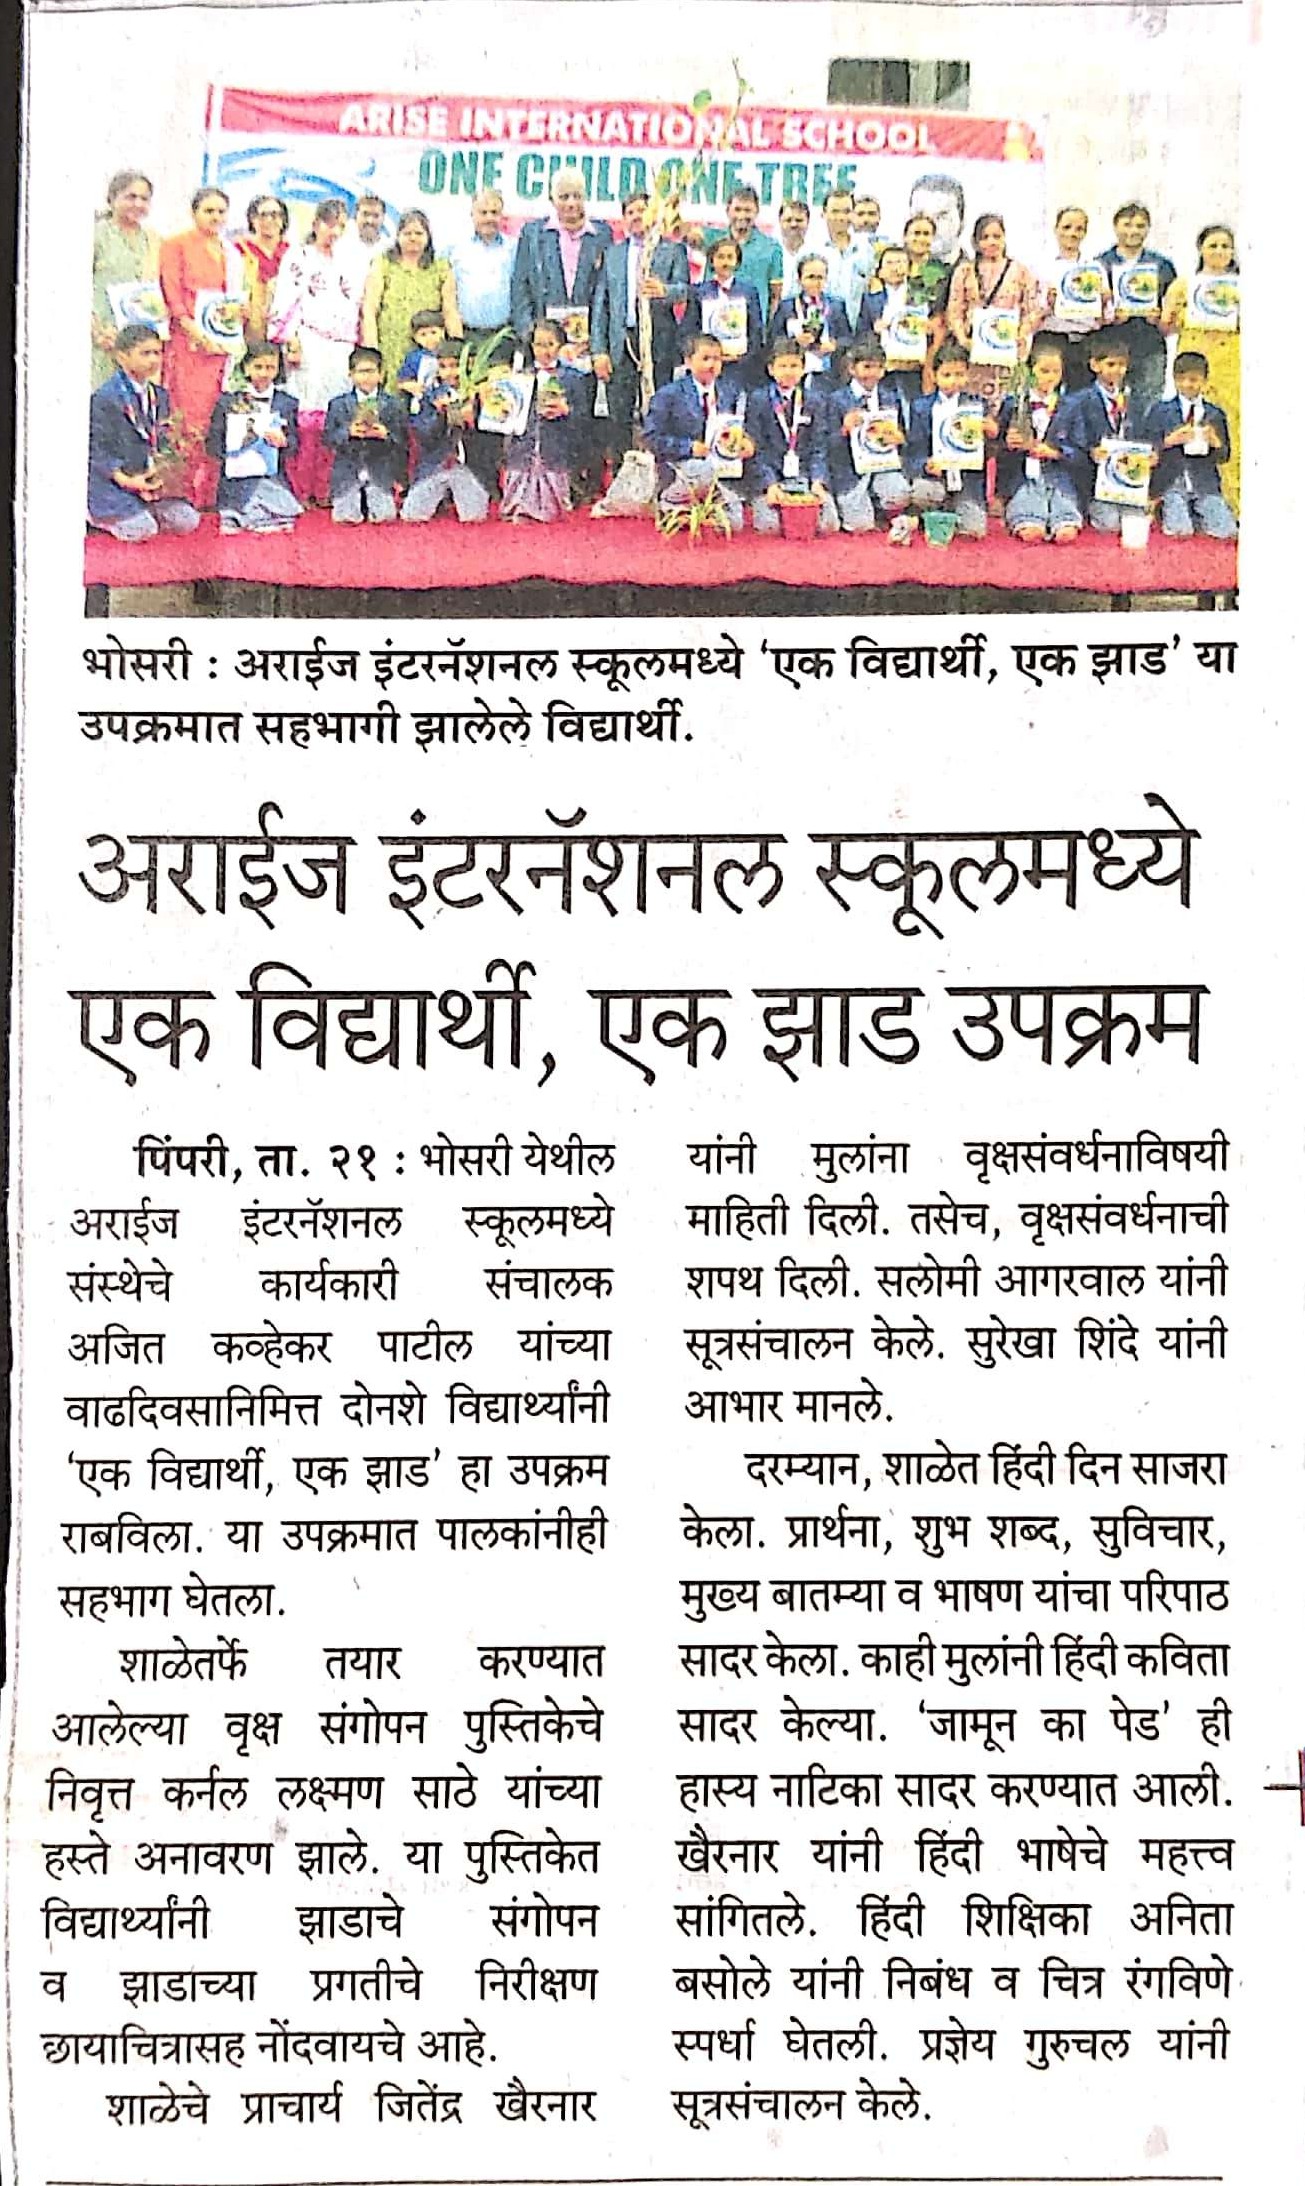 ARISE INTERNATIONAL SCHOOL
ONE CHILD ONE TREE
भोसरी : अराईज इंटरनॅशनल स्कूलमध्ये ‘एक विद्यार्थी, एक झाड’ या
उपक्रमात सहभागी झालेले विद्यार्थी.
अराईज इंटरनॅशनल स्कूलमध्ये
एक विद्यार्थी, एक झाड उपक्रम
पिंपरी, ता. २१ : भोसरी येथील
अराईज इंटरनॅशनल स्कूलमध्ये
संस्थेचे कार्यकारी संचालक
अजित कव्हेकर पाटील यांच्या
वाढदिवसानिमित्त दोनशे विद्यार्थ्यांनी
‘एक विद्यार्थी, एक झाड’ हा उपक्रम
राबविला. या उपक्रमात पालकांनीही
सहभाग घेतला.
शाळेतर्फे तयार करण्यात
आलेल्या वृक्ष संगोपन पुस्तिकेचे
निवृत्त कर्नल लक्ष्मण साठे यांच्या
हस्ते अनावरण झाले. या पुस्तिकेत
विद्यार्थ्यांनी झाडाचे संगोपन
व झाडाच्या प्रगतीचे निरीक्षण
छायाचित्रासह नोंदवायचे आहे.
शाळेचे प्राचार्य जितेंद्र खैरनार
यांनी मुलांना वृक्षसंवर्धनाविषयी
माहिती दिली. तसेच, वृक्षसंवर्धनाची
शपथ दिली. सलोमी आगरवाल यांनी
सूत्रसंचालन केले. सुरेखा शिंदे यांनी
आभार मानले.
दरम्यान, शाळेत हिंदी दिन साजरा
केला. प्रार्थना, शुभ शब्द, सुविचार,
मुख्य बातम्या व भाषण यांचा परिपाठ
सादर केला. काही मुलांनी हिंदी कविता
सादर केल्या. ‘जामून का पेड’ ही
हास्य नाटिका सादर करण्यात आली.
खैरनार यांनी हिंदी भाषेचे महत्त्व
सांगितले. हिंदी शिक्षिका अनिता
बसोले यांनी निबंध व चित्र रंगविणे
स्पर्धा घेतली. प्रज्ञेय गुरुचल यांनी
सूत्रसंचालन केले.